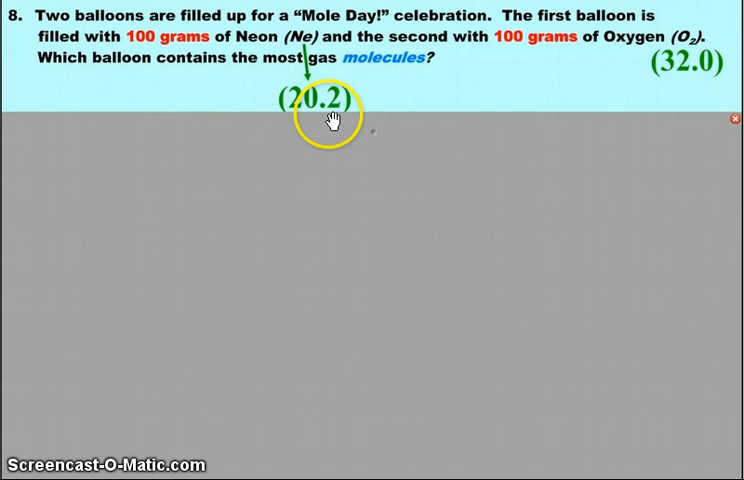 8. Two balloons are filled up for a “Mole Day!” celebration. The first balloon is
filled with 100 grams of Neon (Ne) and the second with 100 grams of Oxygen (O₂).
Which balloon contains the most gas molecules?
(32.0)
(20.2)
Screencast-O-Matic.com